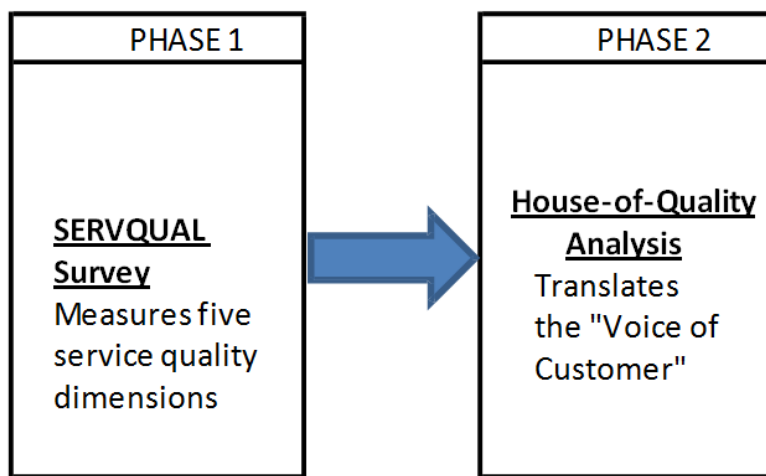 PHASE 1
SERVQUAL
Survey
Measures five
service quality
dimensions
PHASE 2
House-of-Quality
Analysis
Translates
the "Voice of
Customer"